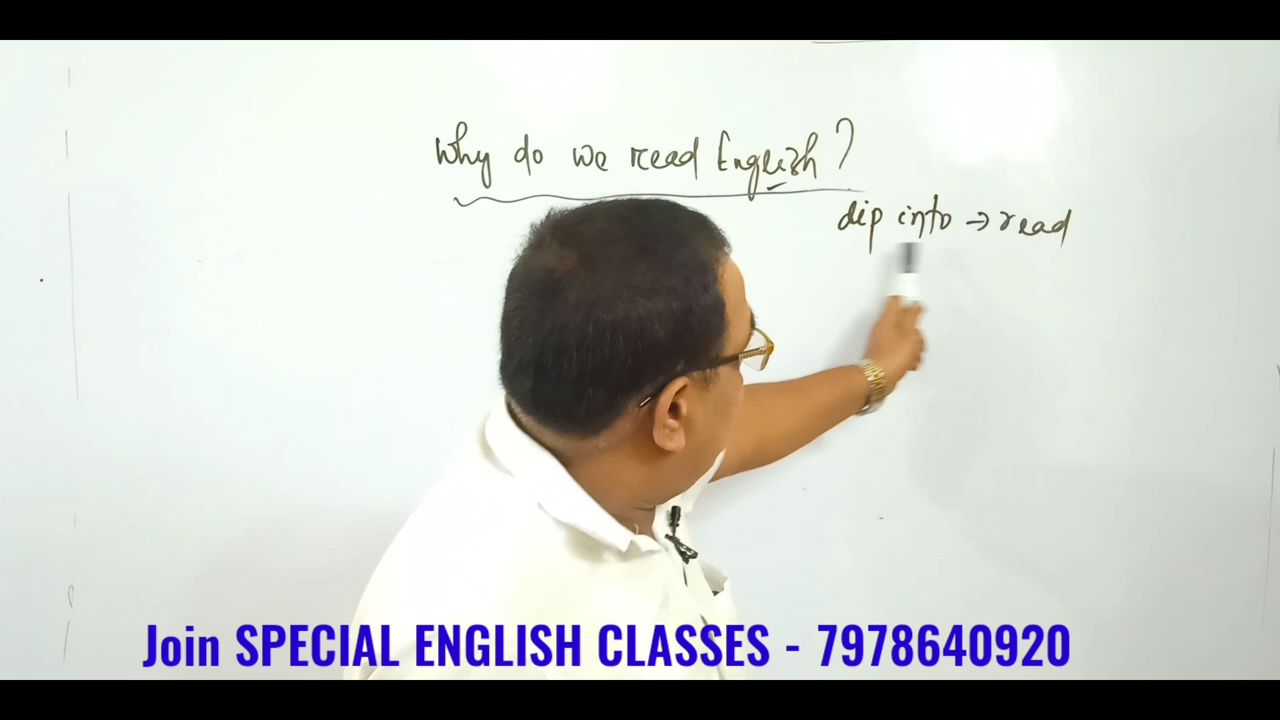 Why do we read English?
dip into → read
Join SPECIAL ENGLISH CLASSES - 7978640920